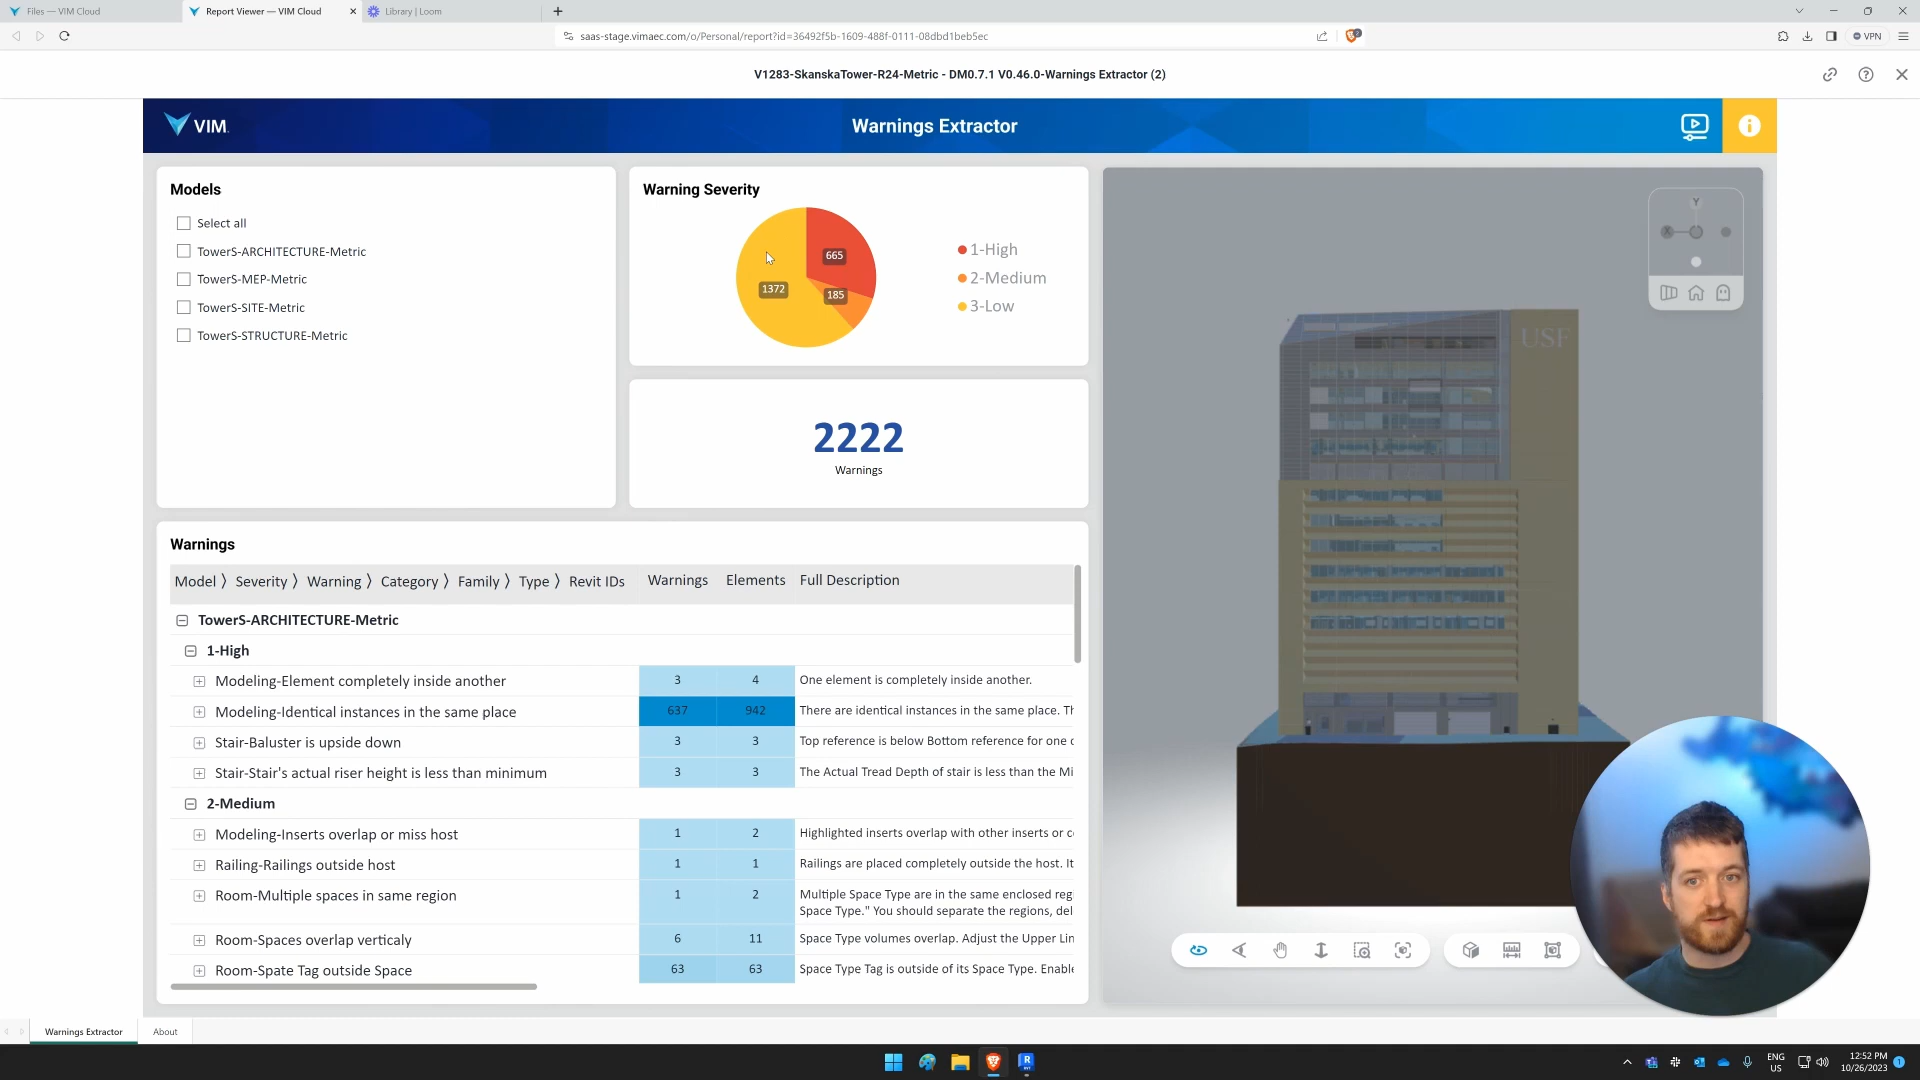 Files — VIM Cloud
Report Viewer — VIM Cloud
Library | Loom
saas-stage.vimaec.com/o/Personal/report?id=36492f5b-1609-488f-0111-08dbd1beb5ec
VPN
V1283-SkanskaTower-R24-Metric - DM0.7.1 V0.46.0-Warnings Extractor (2)
VIM
Warnings Extractor
Models
Select all
TowerS-ARCHITECTURE-Metric
TowerS-MEP-Metric
TowerS-SITE-Metric
TowerS-STRUCTURE-Metric
Warning Severity
665
1372
185
1-High
2-Medium
3-Low
2222
Warnings
Y
X
USF
Warnings
Model 〉 Severity 〉 Warning 〉 Category 〉 Family 〉 Type 〉 Revit IDs Warnings Elements Full Description
TowerS-ARCHITECTURE-Metric
1-High
Modeling-Element completely inside another 3 4 One element is completely inside another.
Modeling-Identical instances in the same place 637 942 There are identical instances in the same place. Th
Stair-Baluster is upside down 3 3 Top reference is below Bottom reference for one o
Stair-Stair's actual riser height is less than minimum 3 3 The Actual Tread Depth of stair is less than the Mi
2-Medium
Modeling-Inserts overlap or miss host 1 2 Highlighted inserts overlap with other inserts or co
Railing-Railings outside host 1 1 Railings are placed completely outside the host. It
Room-Multiple spaces in same region 1 2 Multiple Space Type are in the same enclosed reg
Space Type." You should separate the regions, del
Room-Spaces overlap verticaly 6 11 Space Type volumes overlap. Adjust the Upper Lin
Room-Spate Tag outside Space 63 63 Space Type Tag is outside of its Space Type. Enable
Warnings Extractor
About
ENG
US
12:52 PM
10/26/2023
1